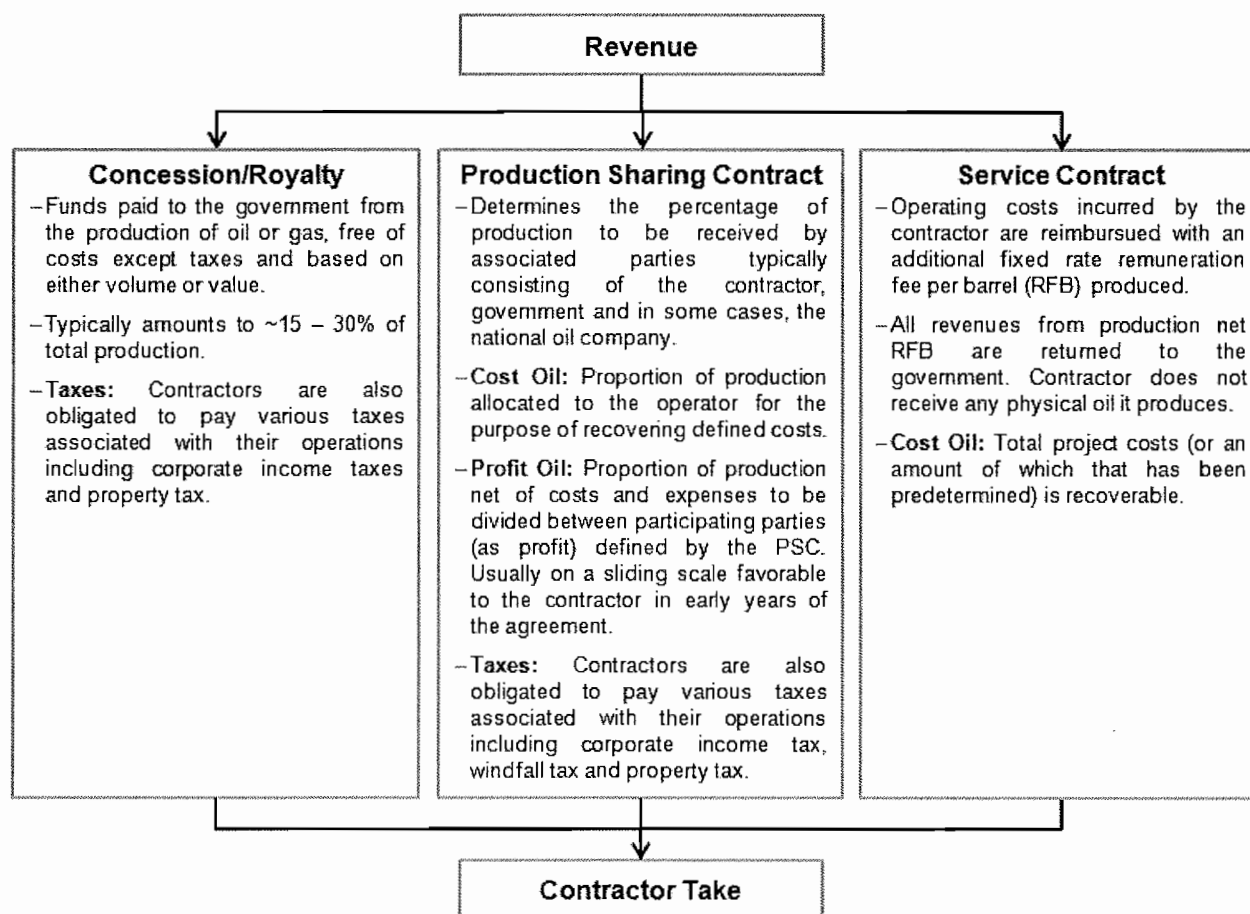 Revenue
Concession/Royalty
–Funds paid to the government from
the production of oil or gas, free of
costs except taxes and based on
either volume or value.
–Typically amounts to ~15 – 30% of
total production.
–Taxes: Contractors are also
obligated to pay various taxes
associated with their operations
including corporate income taxes
and property tax.
Production Sharing Contract
–Determines the percentage of
production to be received by
associated parties typically
consisting of the contractor,
government and in some cases, the
national oil company.
–Cost Oil: Proportion of production
allocated to the operator for the
purpose of recovering defined costs.
–Profit Oil: Proportion of production
net of costs and expenses to be
divided between participating parties
(as profit) defined by the PSC.
Usually on a sliding scale favorable
to the contractor in early years of
the agreement.
–Taxes: Contractors are also
obligated to pay various taxes
associated with their operations
including corporate income tax,
windfall tax and property tax.
Service Contract
–Operating costs incurred by the
contractor are reimbursued with an
additional fixed rate remuneration
fee per barrel (RFB) produced.
–All revenues from production net
RFB are returned to the
government. Contractor does not
receive any physical oil it produces.
–Cost Oil: Total project costs (or an
amount of which that has been
predetermined) is recoverable.
Contractor Take